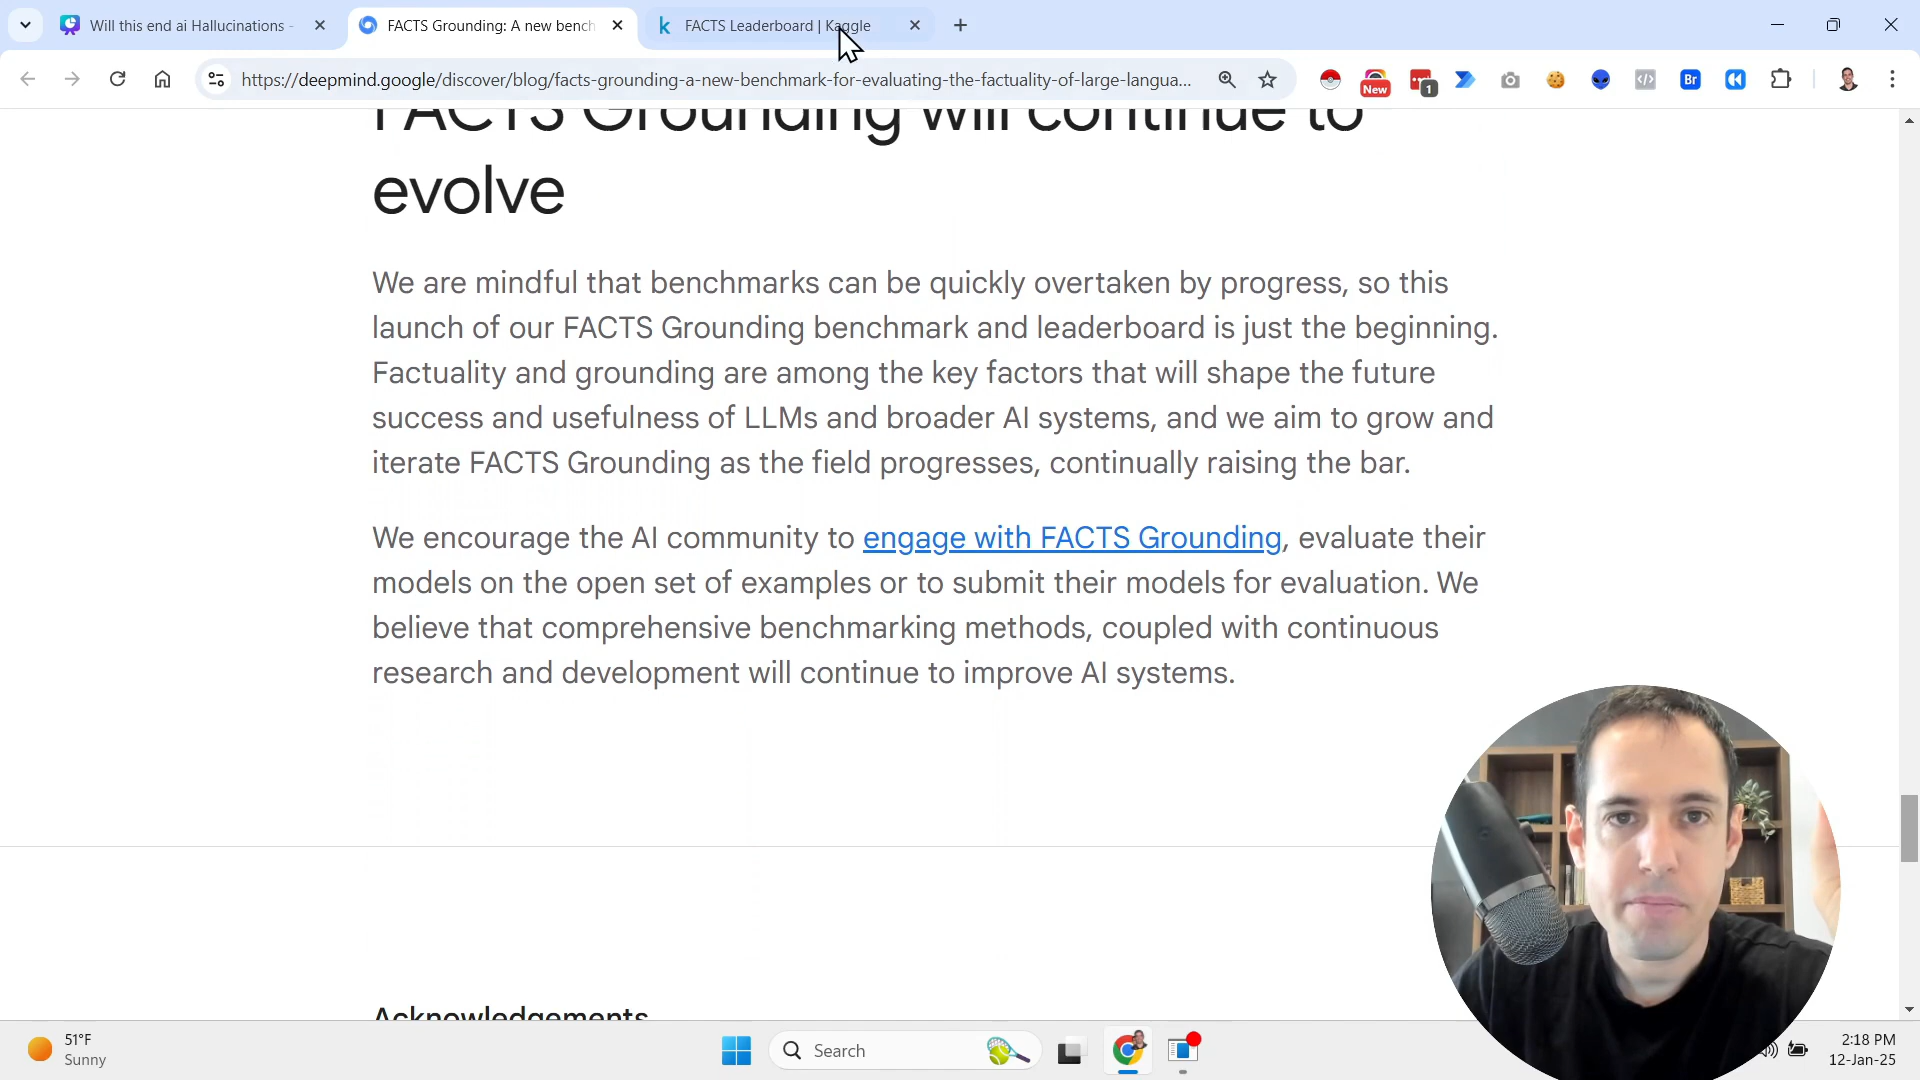 Will this end ai Hallucinations -
FACTS Grounding: A new bench
FACTS Leaderboard | Kaggle
https://deepmind.google/discover/blog/facts-grounding-a-new-benchmark-for-evaluating-the-factuality-of-large-langua...
New
1
Br
FACTS Grounding will continue to
evolve
We are mindful that benchmarks can be quickly overtaken by progress, so this
launch of our FACTS Grounding benchmark and leaderboard is just the beginning.
Factuality and grounding are among the key factors that will shape the future
success and usefulness of LLMs and broader AI systems, and we aim to grow and
iterate FACTS Grounding as the field progresses, continually raising the bar.
We encourage the AI community to engage with FACTS Grounding, evaluate their
models on the open set of examples or to submit their models for evaluation. We
believe that comprehensive benchmarking methods, coupled with continuous
research and development will continue to improve AI systems.
Acknowledgements
51°F
Sunny
Search
2:18 PM
12-Jan-25